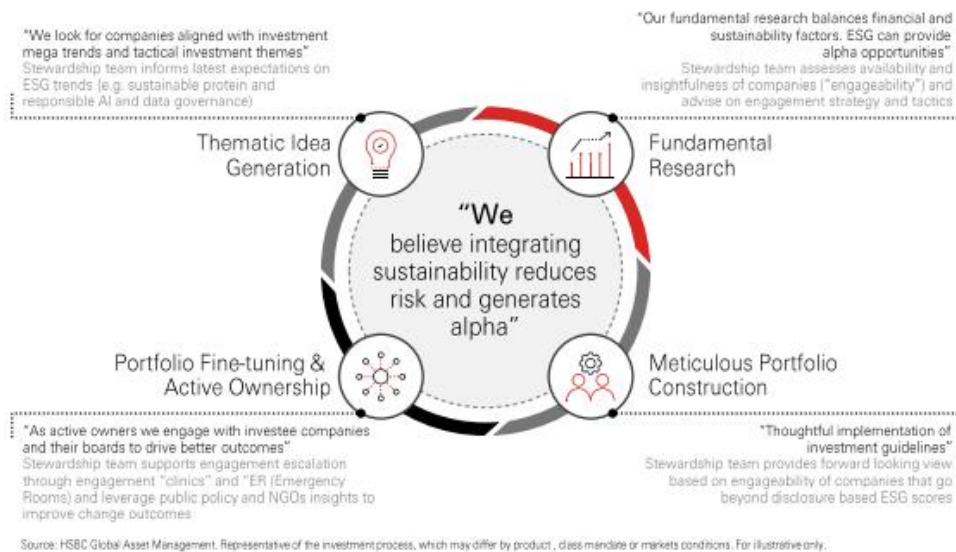 "We look for companies aligned with investment
mega trends and tactical investment themes"
Stewardship team informs latest expectations on
ESG trends (e.g. sustainable protein and
responsible AI and data governance)
"Our fundamental research balances financial and
sustainability factors. ESG can provide
alpha opportunities"
Stewardship team assesses availability and
insightfulness of companies ("engageability") and
advise on engagement strategy and tactics
Thematic Idea
Generation
Fundamental
Research
"We
believe integrating
sustainability reduces
risk and generates
alpha"
Portfolio Fine-tuning &
Active Ownership
Meticulous Portfolio
Construction
"As active owners we engage with investee companies
and their boards to drive better outcomes"
Stewardship team supports engagement escalation
through engagement "clinics" and "ER (Emergency
Rooms) and leverage public policy and NGOs insights to
improve change outcomes
"Thoughtful implementation of
investment guidelines"
Stewardship team provides forward looking view
based on engageability of companies that go
beyond disclosure based ESG scores
Source: HSBC Global Asset Management. Representative of the investment process, which may differ by product, class mandate or markets conditions. For illustrative only.